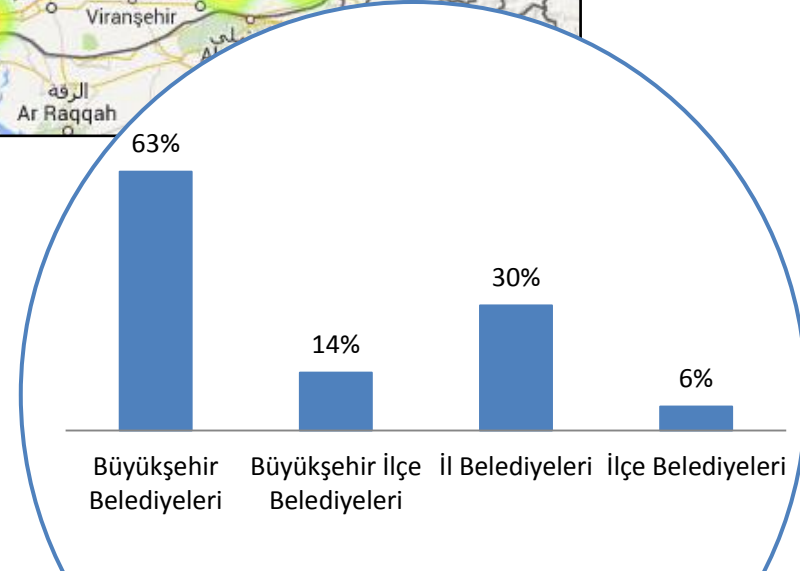 Viranşehir
الرقة
Ar Raqqah
63%
14%
30%
6%
Büyükşehir Belediyeleri
Büyükşehir İlçe Belediyeleri
İl Belediyeleri
İlçe Belediyeleri